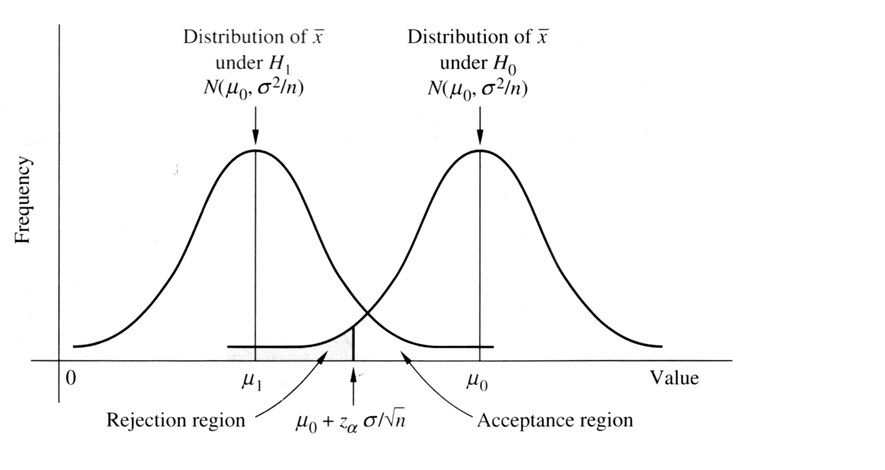 Distribution of x̄
under H₁
N(μ₀, σ²/n)
Distribution of x̄
under H₀
N(μ₀, σ²/n)
Frequency
0
μ₁
μ₀
Value
Rejection region
μ₀ + zα σ/√n
Acceptance region